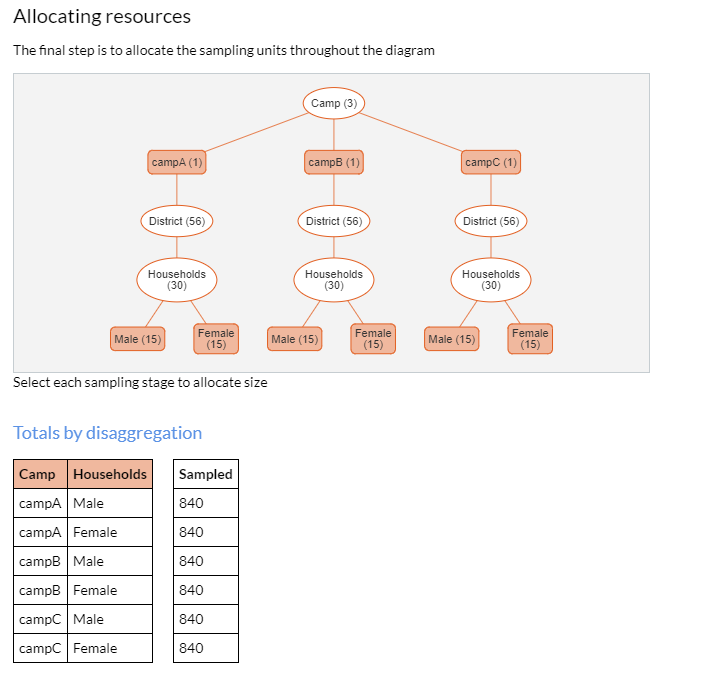 Allocating resources
The final step is to allocate the sampling units throughout the diagram
Camp (3)
campA (1)
campB (1)
campC (1)
District (56)
District (56)
District (56)
Households
(30)
Households
(30)
Households
(30)
Male (15)
Female
(15)
Male (15)
Female
(15)
Male (15)
Female
(15)
Select each sampling stage to allocate size
Totals by disaggregation
Camp Households Sampled
campA Male 840
campA Female 840
campB Male 840
campB Female 840
campC Male 840
campC Female 840